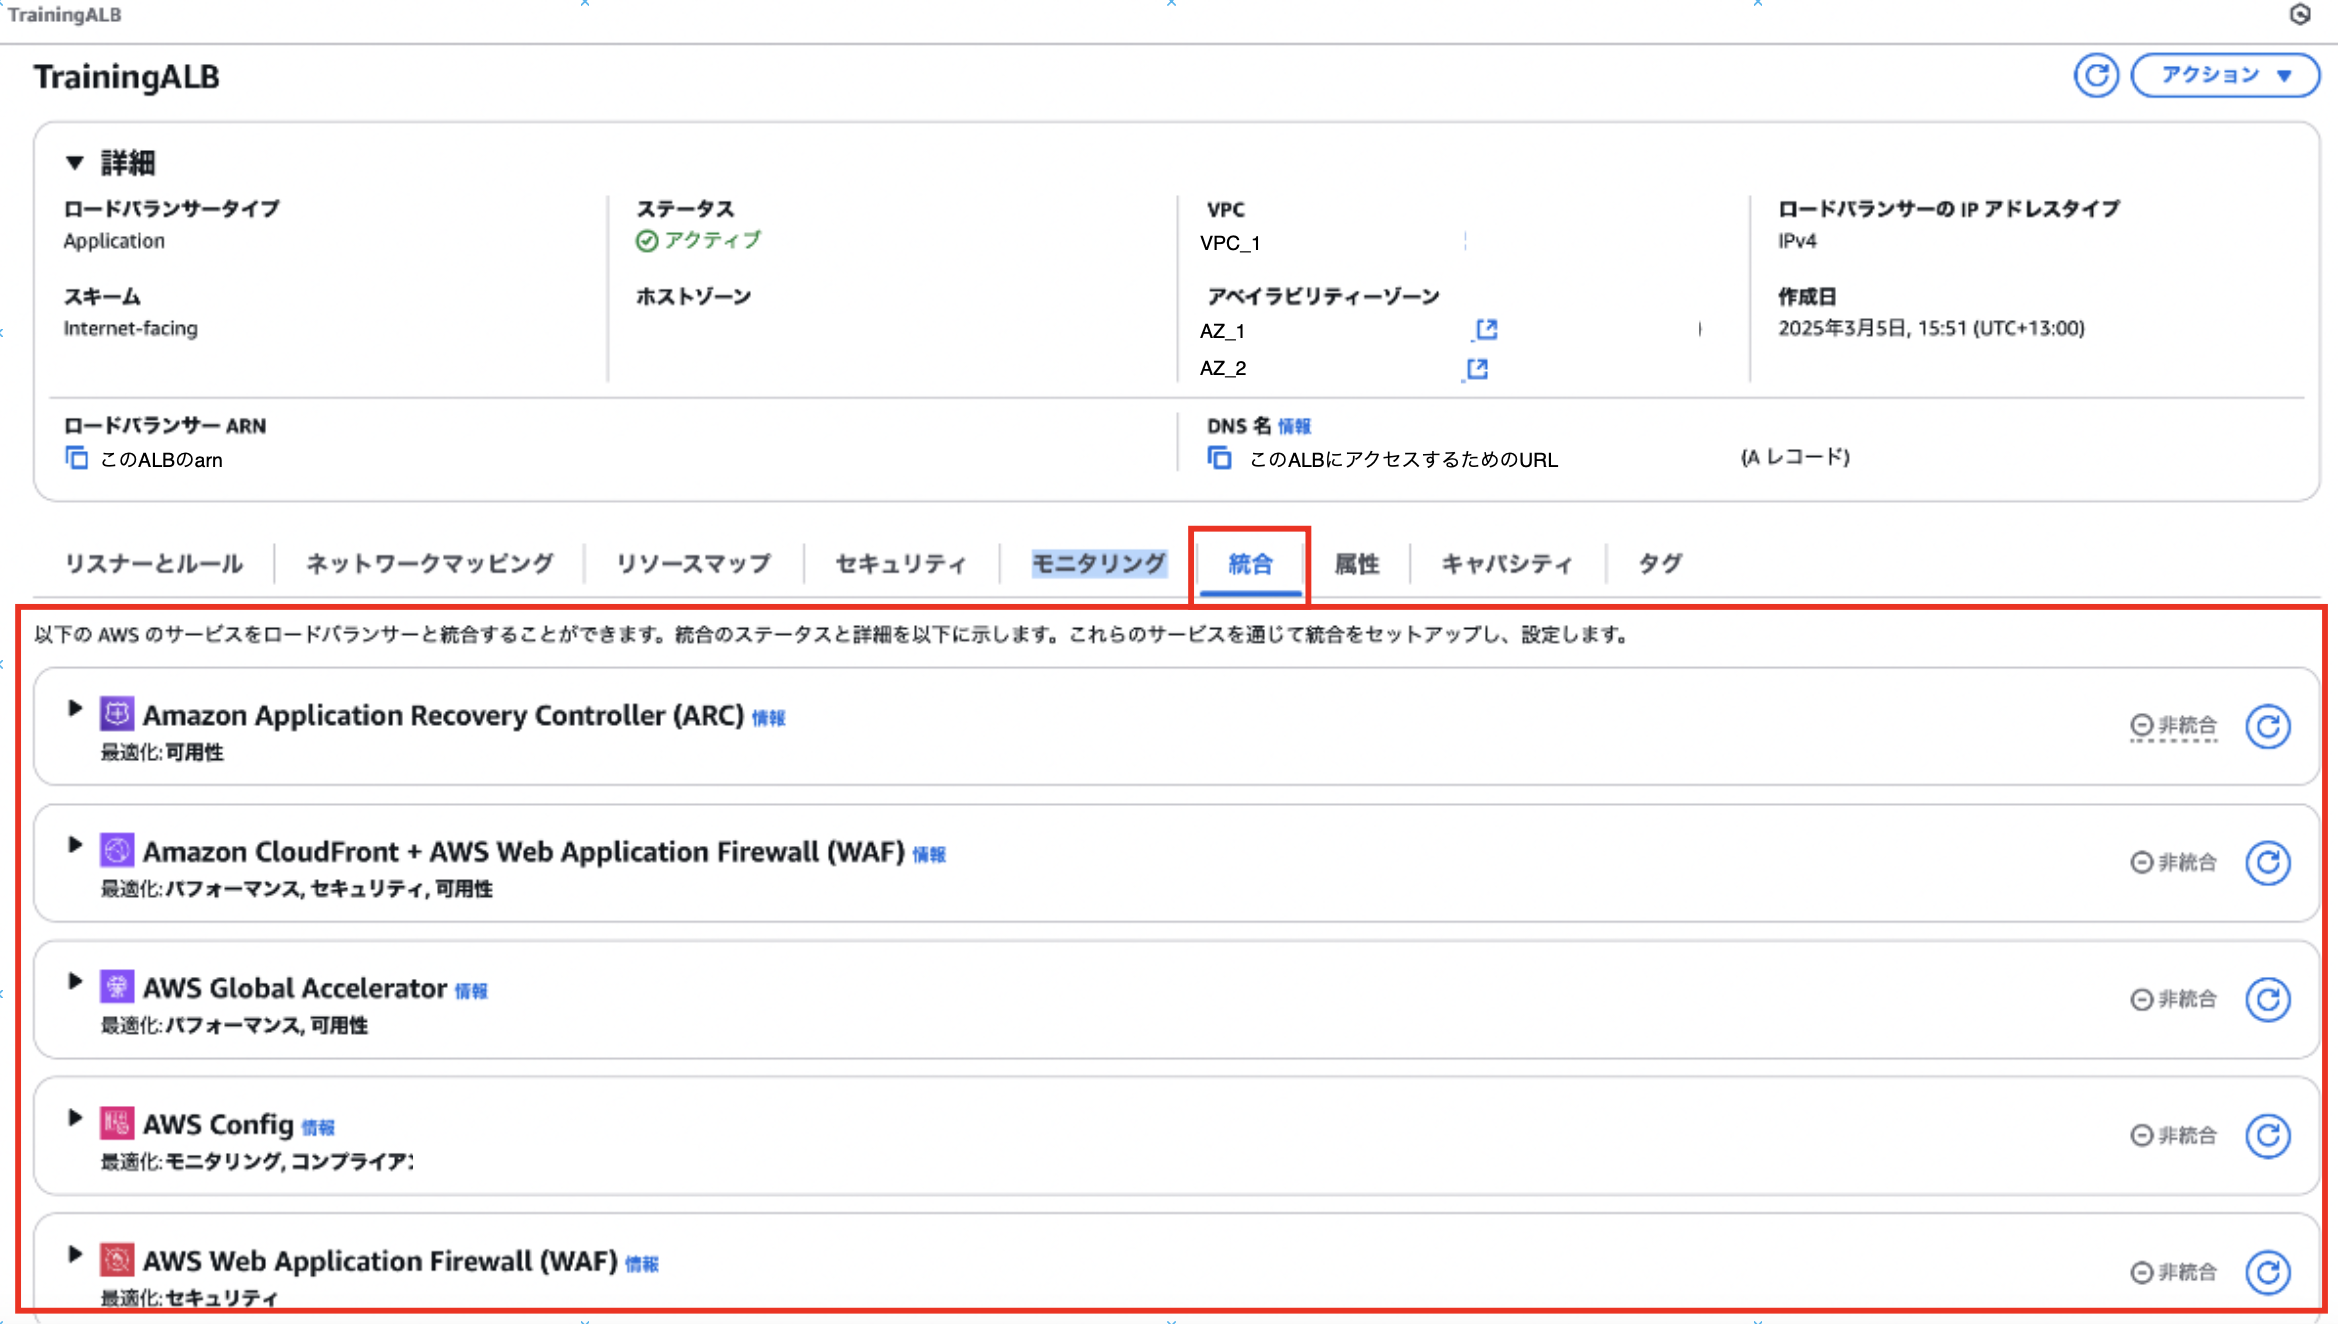 TrainingALB
TrainingALB
アクション
詳細
ロードバランサータイプ
Application
ステータス
アクティブ
VPC
VPC_1
ロードバランサーの IP アドレスタイプ
IPv4
スキーム
Internet-facing
ホストゾーン
アベイラビリティーゾーン
AZ_1
AZ_2
作成日
2025年3月5日, 15:51 (UTC+13:00)
ロードバランサー ARN
このALBのarn
DNS 名 情報
このALBにアクセスするためのURL (A レコード)
リスナーとルール ネットワークマッピング リソースマップ セキュリティ モニタリング 統合 属性 キャパシティ タグ
以下の AWS のサービスをロードバランサーと統合することができます。統合のステータスと詳細を以下に示します。これらのサービスを通じて統合をセットアップし、設定します。
Amazon Application Recovery Controller (ARC) 情報
最適化: 可用性
非統合
Amazon CloudFront + AWS Web Application Firewall (WAF) 情報
最適化: パフォーマンス, セキュリティ, 可用性
非統合
AWS Global Accelerator 情報
最適化: パフォーマンス, 可用性
非統合
AWS Config 情報
最適化: モニタリング, コンプライア
非統合
AWS Web Application Firewall (WAF) 情報
最適化: セキュリティ
非統合